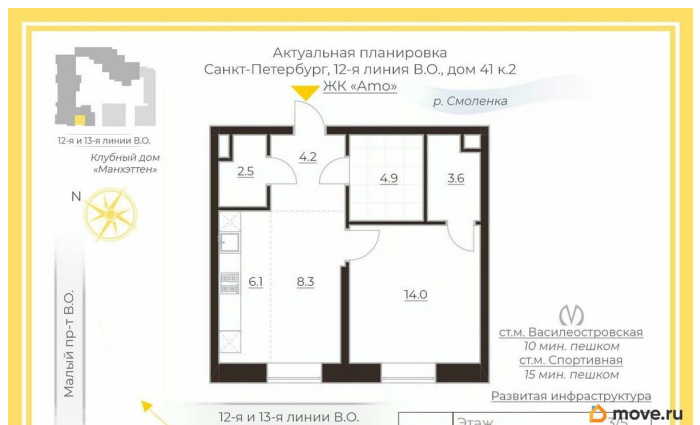 Актуальная планировка
Санкт-Петербург, 12-я линия В.О., дом 41 к.2
ЖК «Amo»
р. Смоленка
12-я и 13-я линии В.О.
Клубный дом
«Манхэттен»
N
Малый пр-т В.О.
2.5
4.2
4.9
3.6
6.1
8.3
14.0
ст.м. Василеостровская
10 мин. пешком
ст.м. Спортивная
15 мин. пешком
Развитая инфраструктура
12-я и 13-я линии В.О.
Этаж
3/5
move.ru